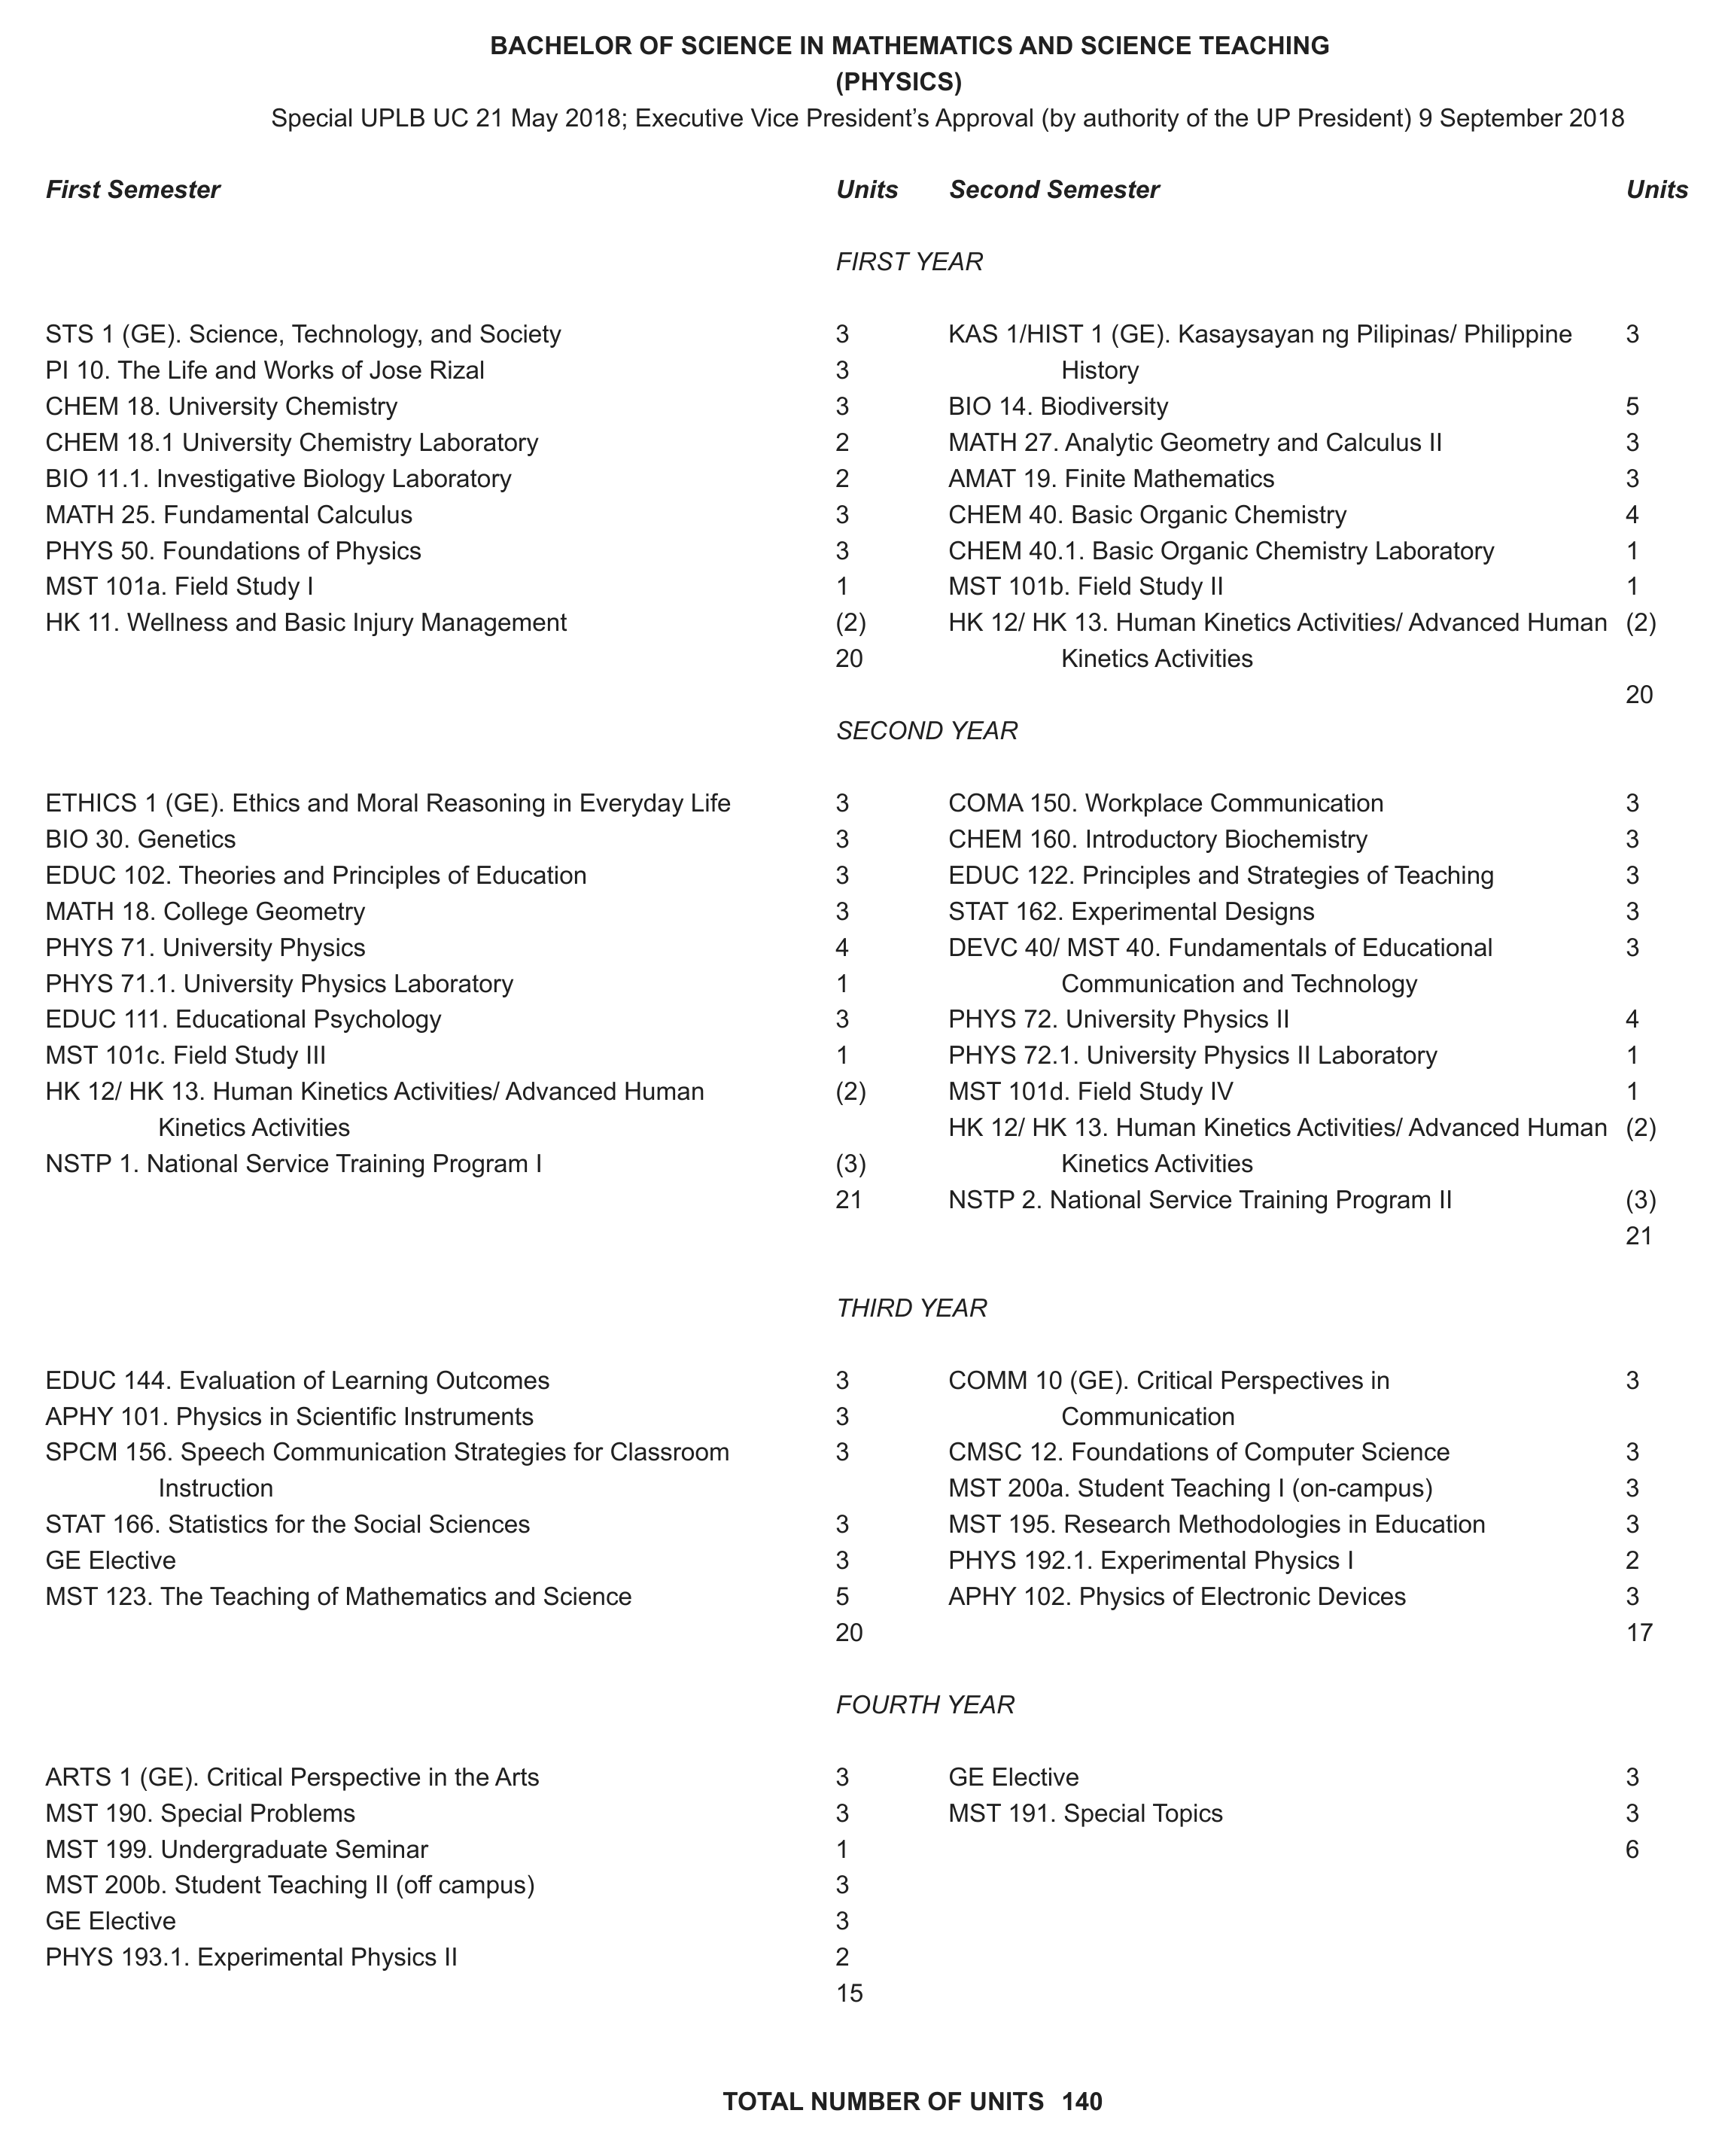 BACHELOR OF SCIENCE IN MATHEMATICS AND SCIENCE TEACHING
(PHYSICS)
Special UPLB UC 21 May 2018; Executive Vice President’s Approval (by authority of the UP President) 9 September 2018
First Semester Units Second Semester Units
FIRST YEAR
STS 1 (GE). Science, Technology, and Society 3 KAS 1/HIST 1 (GE). Kasaysayan ng Pilipinas/ Philippine 3
PI 10. The Life and Works of Jose Rizal 3 History
CHEM 18. University Chemistry 3 BIO 14. Biodiversity 5
CHEM 18.1 University Chemistry Laboratory 2 MATH 27. Analytic Geometry and Calculus II 3
BIO 11.1. Investigative Biology Laboratory 2 AMAT 19. Finite Mathematics 3
MATH 25. Fundamental Calculus 3 CHEM 40. Basic Organic Chemistry 4
PHYS 50. Foundations of Physics 3 CHEM 40.1. Basic Organic Chemistry Laboratory 1
MST 101a. Field Study I 1 MST 101b. Field Study II 1
HK 11. Wellness and Basic Injury Management (2) HK 12/ HK 13. Human Kinetics Activities/ Advanced Human (2)
20 Kinetics Activities
20
SECOND YEAR
ETHICS 1 (GE). Ethics and Moral Reasoning in Everyday Life 3 COMA 150. Workplace Communication 3
BIO 30. Genetics 3 CHEM 160. Introductory Biochemistry 3
EDUC 102. Theories and Principles of Education 3 EDUC 122. Principles and Strategies of Teaching 3
MATH 18. College Geometry 3 STAT 162. Experimental Designs 3
PHYS 71. University Physics 4 DEVC 40/ MST 40. Fundamentals of Educational 3
PHYS 71.1. University Physics Laboratory 1 Communication and Technology
EDUC 111. Educational Psychology 3 PHYS 72. University Physics II 4
MST 101c. Field Study III 1 PHYS 72.1. University Physics II Laboratory 1
HK 12/ HK 13. Human Kinetics Activities/ Advanced Human (2) MST 101d. Field Study IV 1
Kinetics Activities HK 12/ HK 13. Human Kinetics Activities/ Advanced Human (2)
NSTP 1. National Service Training Program I (3) Kinetics Activities
21 NSTP 2. National Service Training Program II (3)
21
THIRD YEAR
EDUC 144. Evaluation of Learning Outcomes 3 COMM 10 (GE). Critical Perspectives in 3
APHY 101. Physics in Scientific Instruments 3 Communication
SPCM 156. Speech Communication Strategies for Classroom 3 CMSC 12. Foundations of Computer Science 3
Instruction MST 200a. Student Teaching I (on-campus) 3
STAT 166. Statistics for the Social Sciences 3 MST 195. Research Methodologies in Education 3
GE Elective 3 PHYS 192.1. Experimental Physics I 2
MST 123. The Teaching of Mathematics and Science 5 APHY 102. Physics of Electronic Devices 3
20 17
FOURTH YEAR
ARTS 1 (GE). Critical Perspective in the Arts 3 GE Elective 3
MST 190. Special Problems 3 MST 191. Special Topics 3
MST 199. Undergraduate Seminar 1 6
MST 200b. Student Teaching II (off campus) 3
GE Elective 3
PHYS 193.1. Experimental Physics II 2
15
TOTAL NUMBER OF UNITS 140